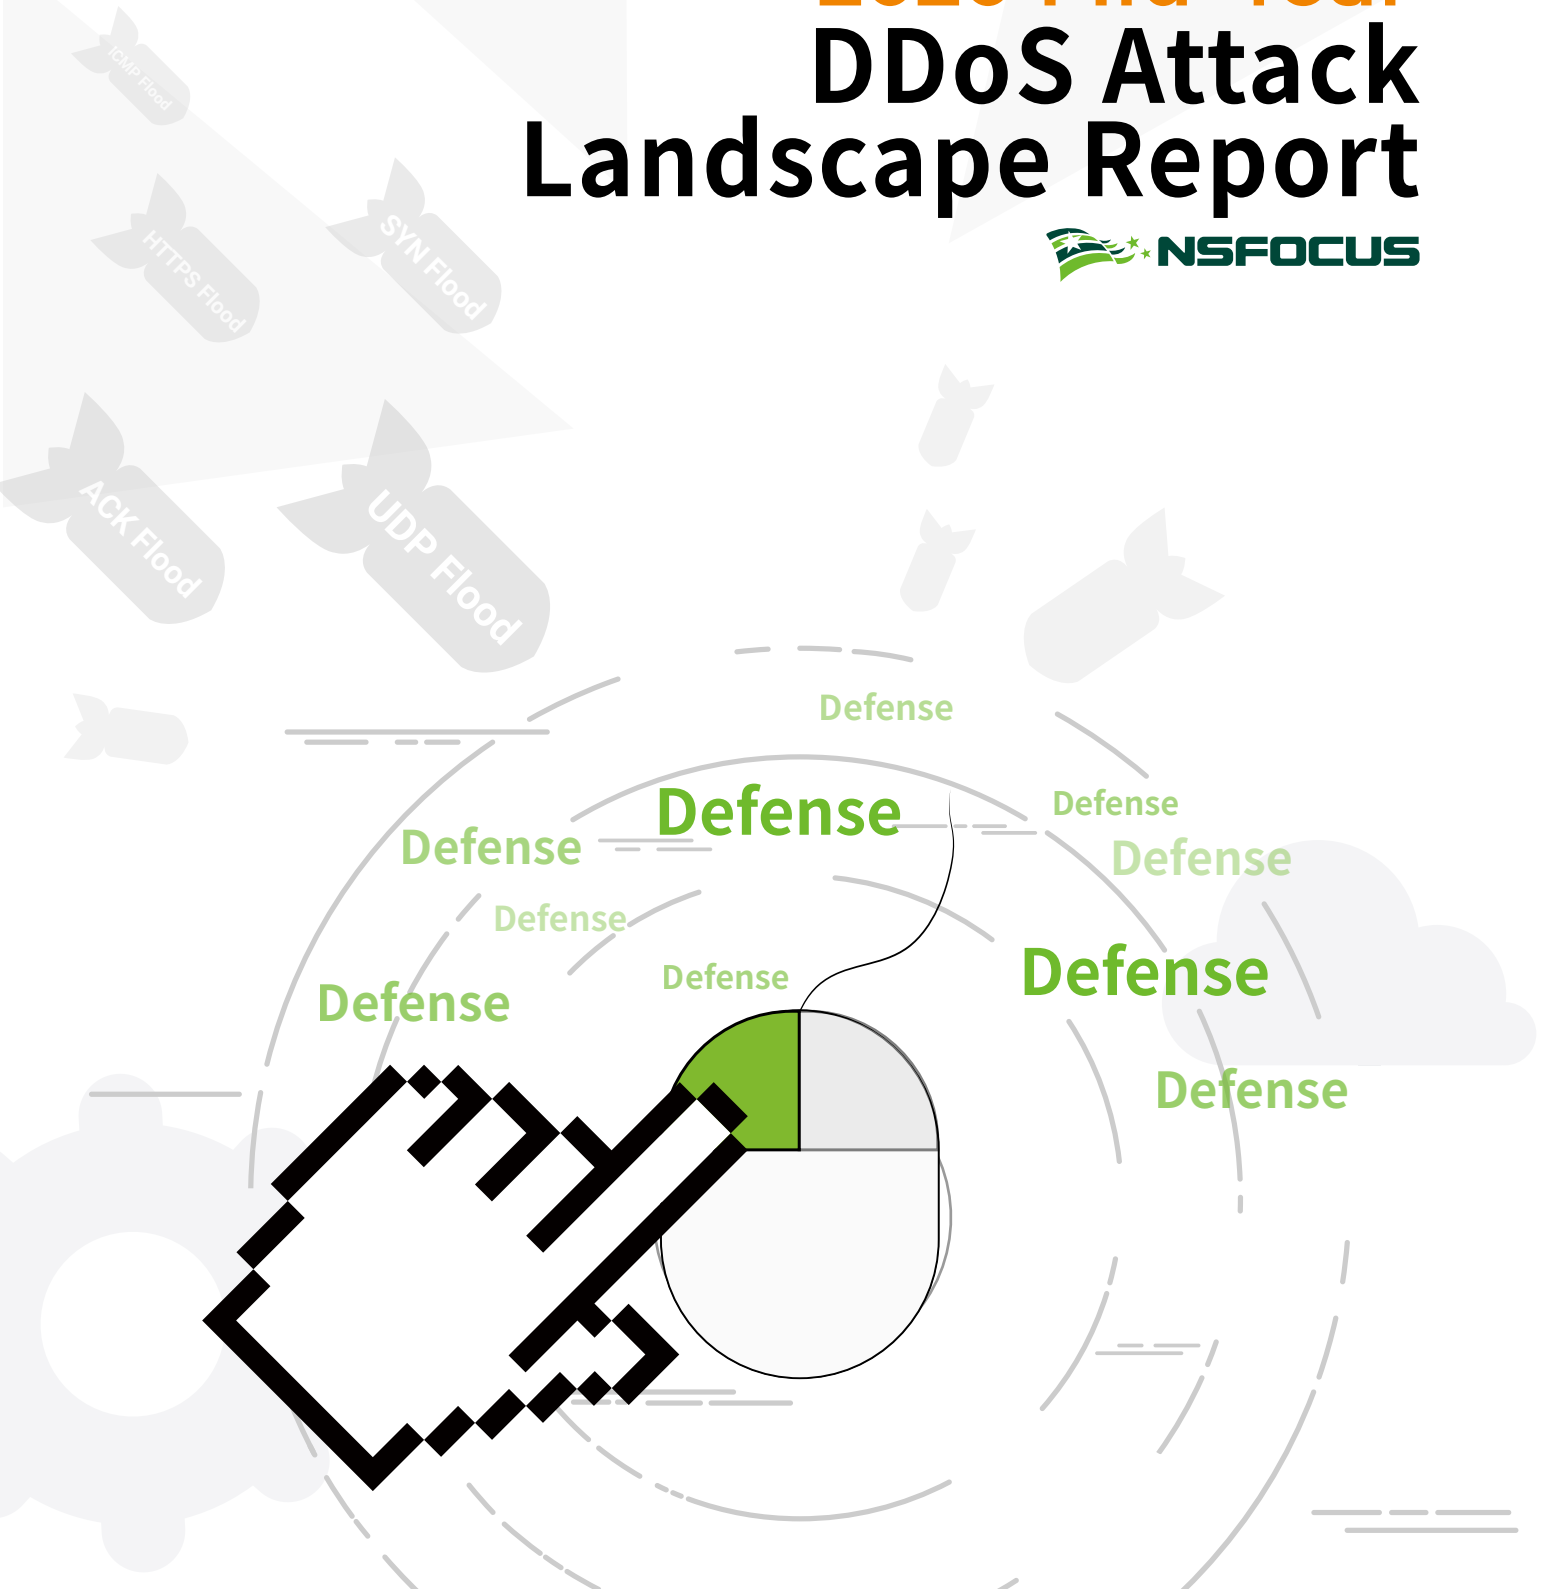 DDoS Attack
Landscape Report
NSFOCUS
ICMP Flood
HTTPS Flood
SYN Flood
ACK Flood
UDP Flood
Defense
Defense
Defense
Defense
Defense
Defense
Defense
Defense
Defense
Defense